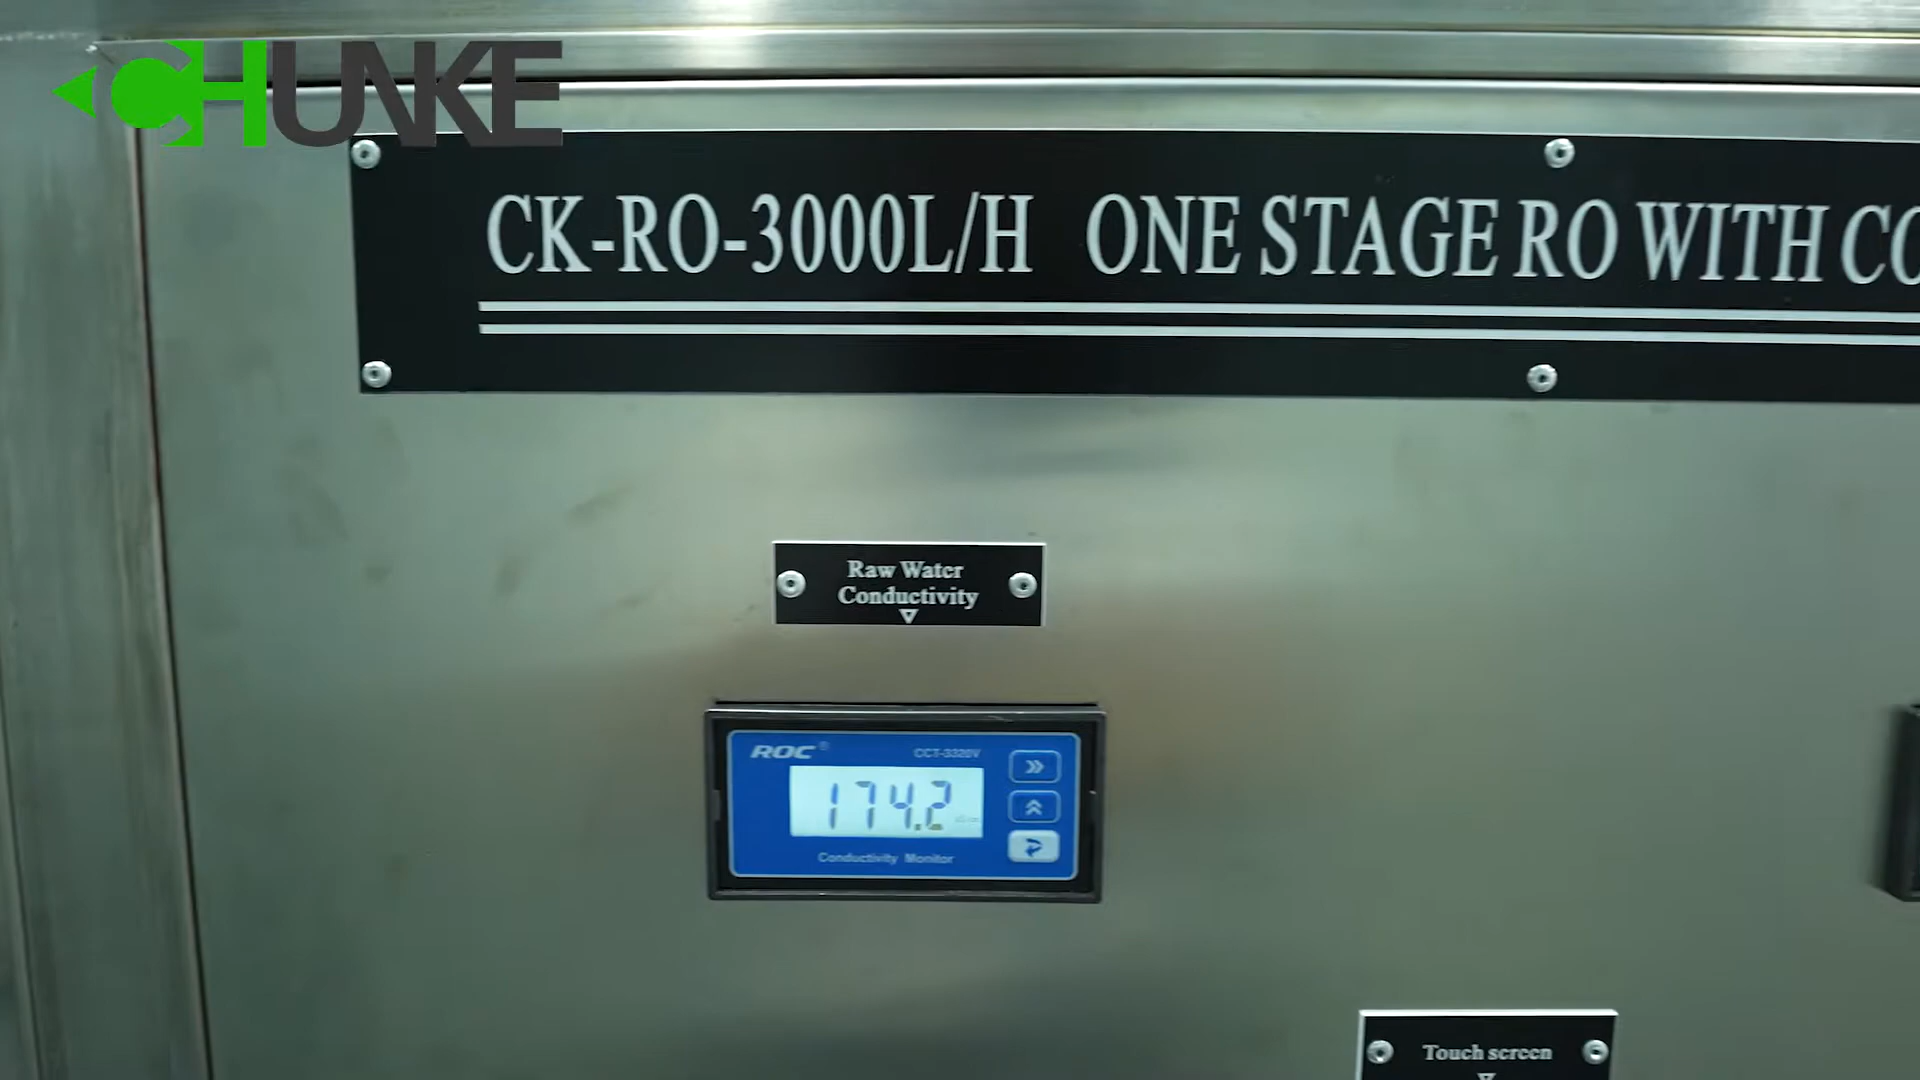 CHUNKE
CK-RO-3000L/H ONE STAGE RO WITH CO
Raw Water
Conductivity
ROC® CCT-3320V
174.2
Conductivity Monitor
Touch screen